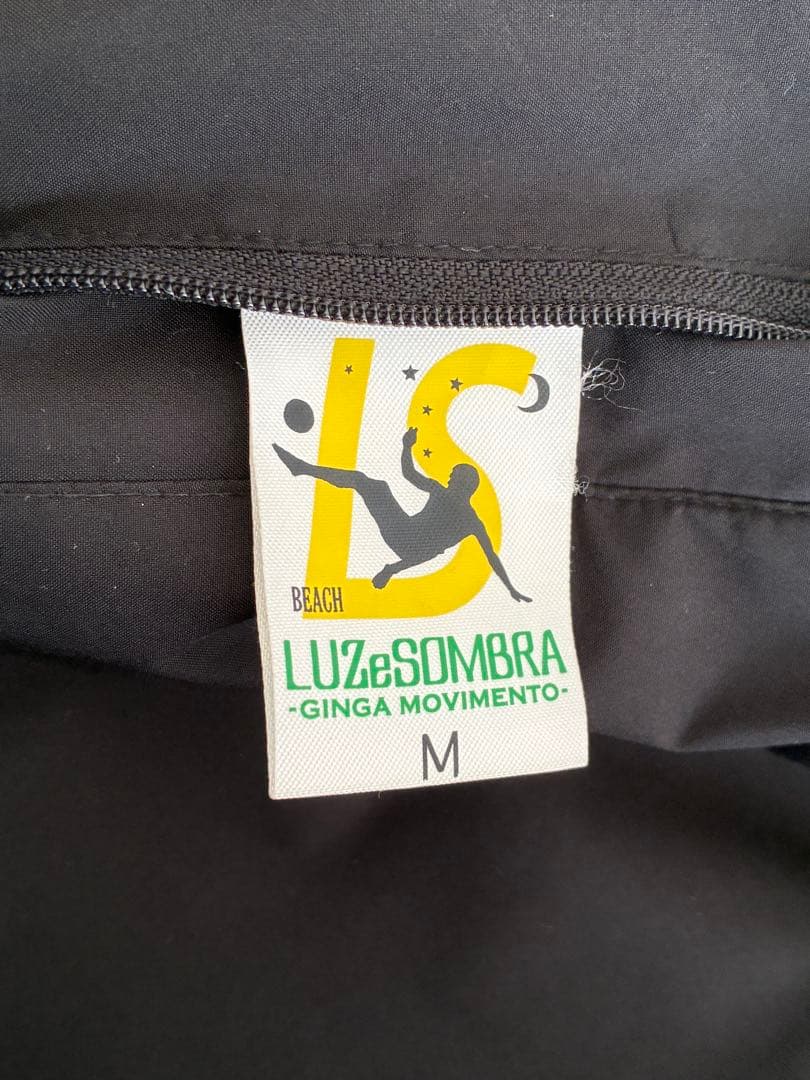 LS
BEACH
LUZeSOMBRA
-GINGA MOVIMENTO-
M